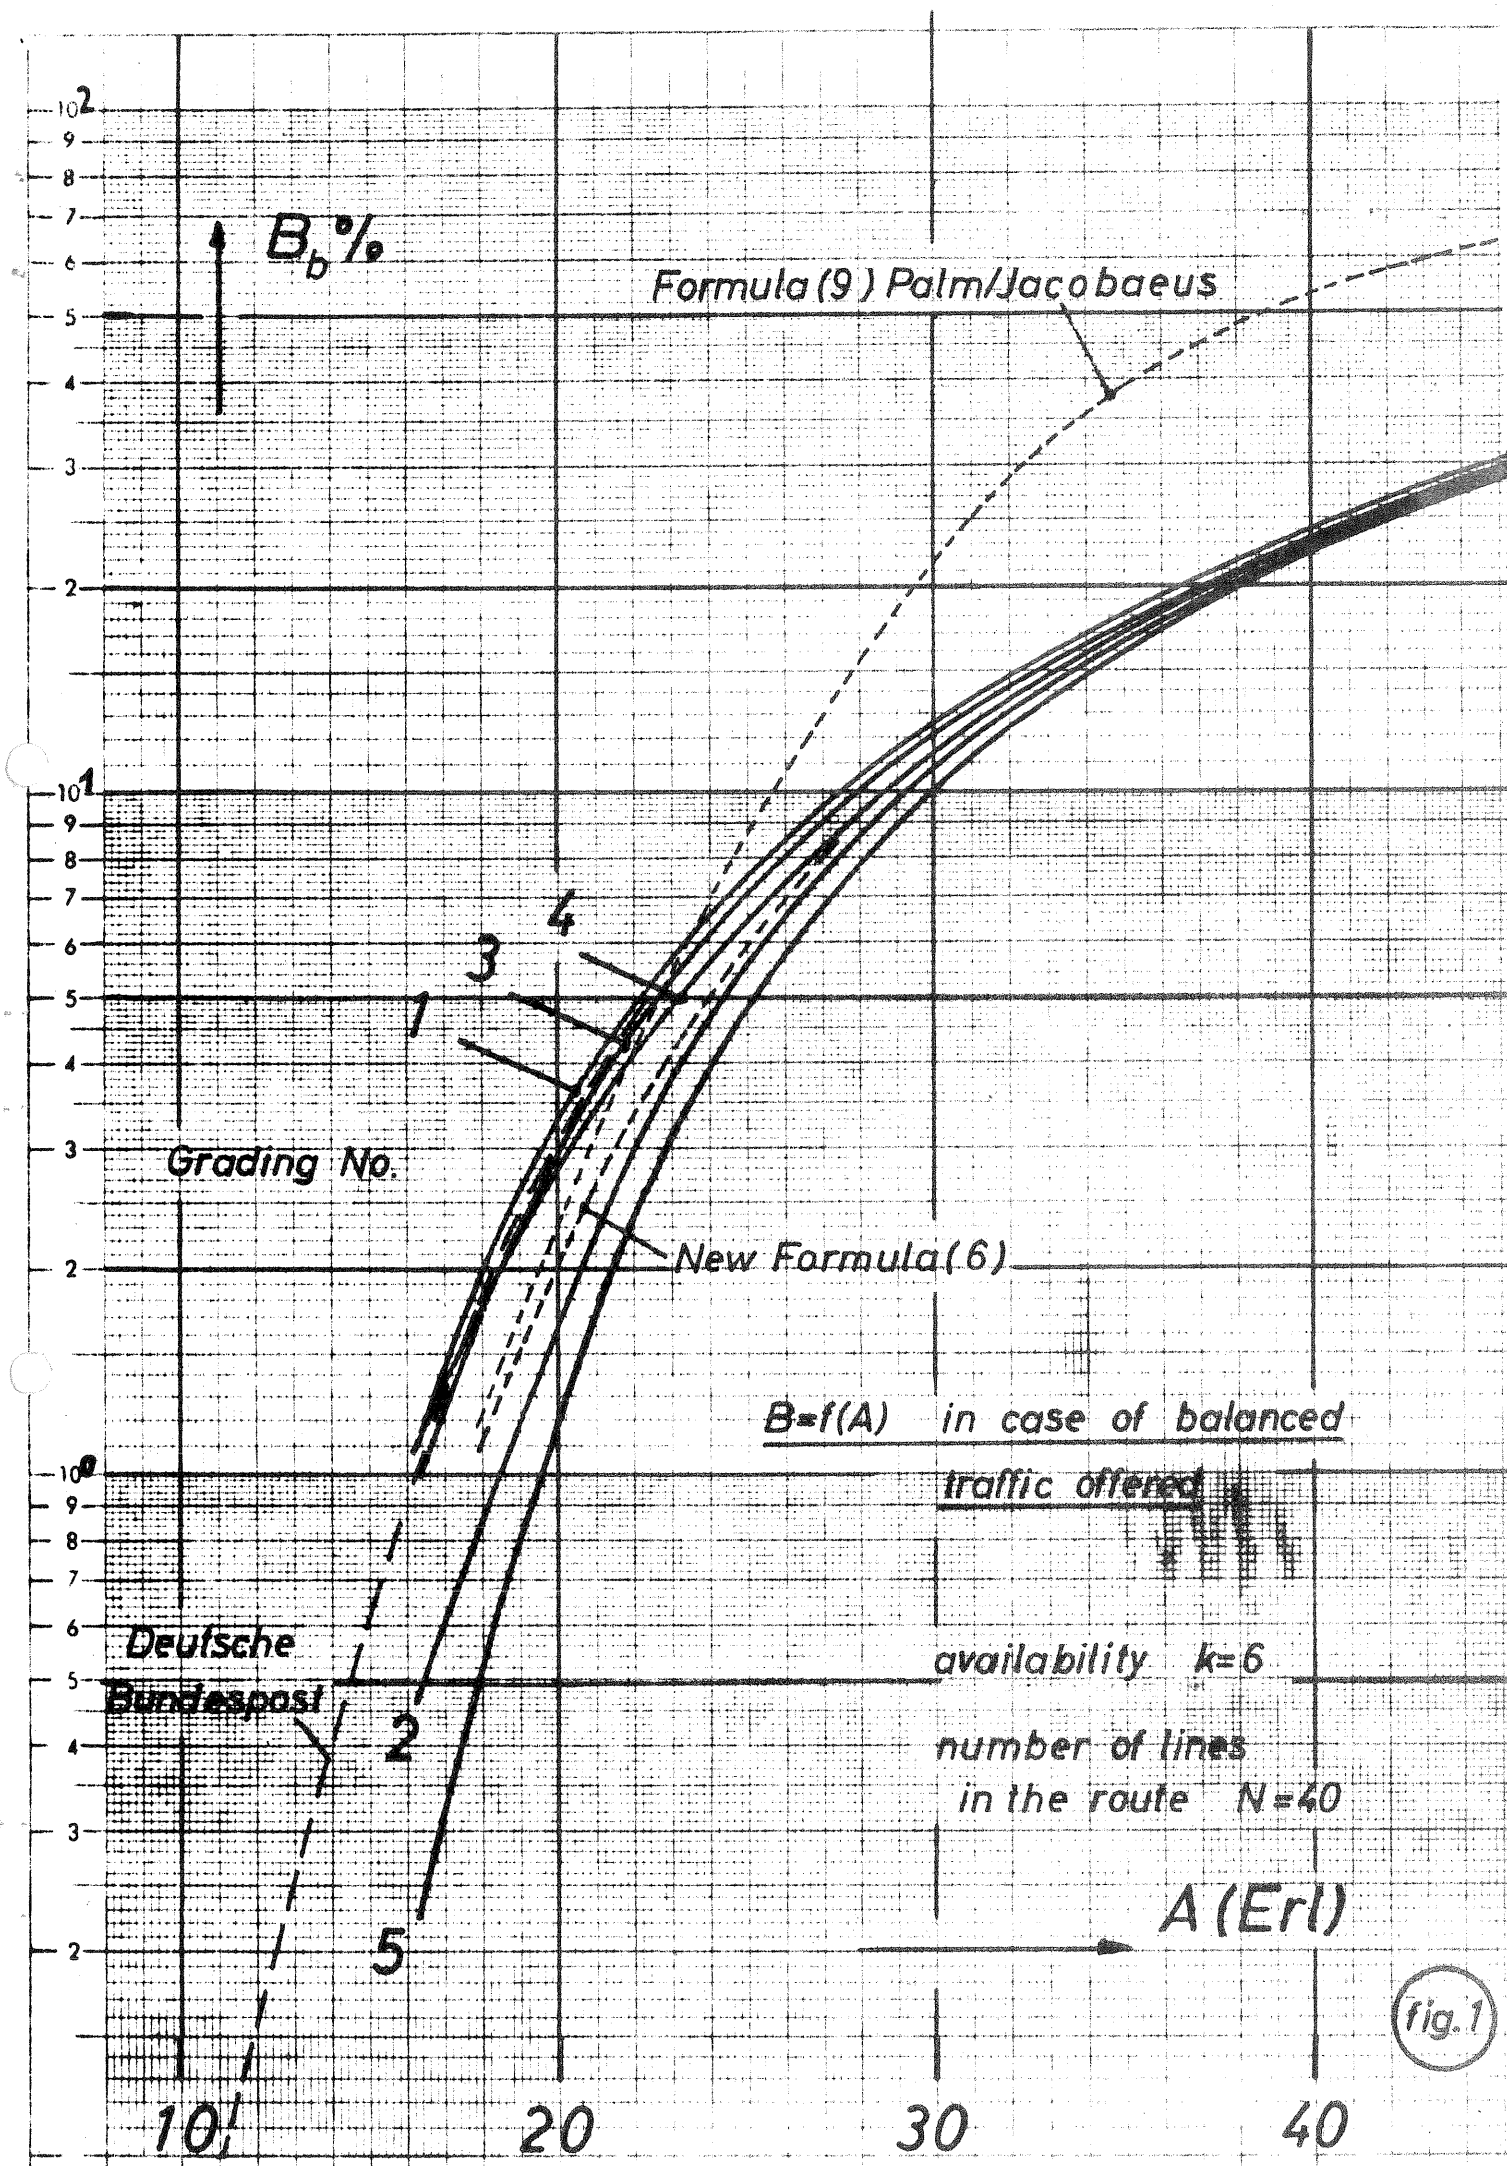 10²
9
8
7
B_b %
6
Formula (9) Palm/Jacobaeus
5
4
3
2
10¹
9
8
7
4
6
3
5
1
4
3
Grading No.
New Formula (6)
2
B=f(A) in case of balanced
traffic offered
10⁰
9
8
7
6
Deutsche
availability k=6
5
Bundespost
2
4
number of lines
in the route N=40
3
A (Erl)
5
2
fig.1
10
20
30
40